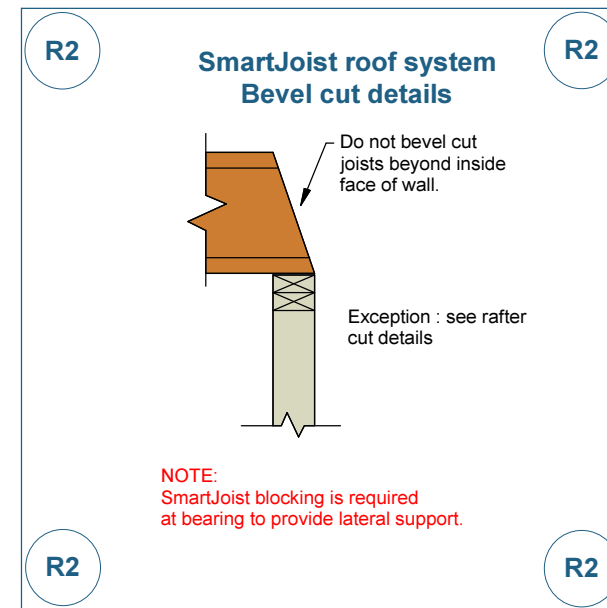 R2
R2
SmartJoist roof system
Bevel cut details
Do not bevel cut
joists beyond inside
face of wall.
Exception : see rafter
cut details
NOTE:
SmartJoist blocking is required
at bearing to provide lateral support.
R2
R2